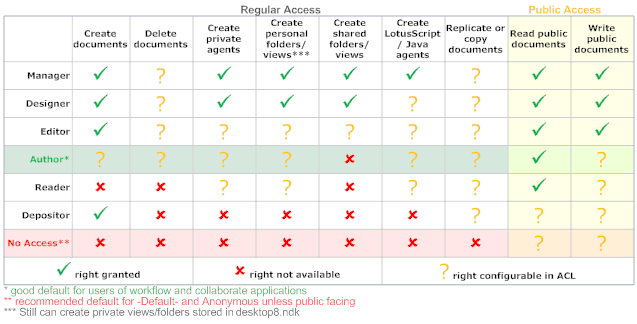 Regular Access Public Access
Create documents Delete documents Create private agents Create personal folders/ views*** Create shared folders/ views Create LotusScript / Java agents Replicate or copy documents Read public documents Write public documents
Manager ✓ ? ✓ ✓ ✓ ✓ ? ✓ ✓
Designer ✓ ? ✓ ✓ ✓ ? ? ✓ ✓
Editor ✓ ? ? ? ? ? ? ✓ ✓
Author* ? ? ? ? ✘ ? ? ✓ ?
Reader ✘ ✘ ? ? ✘ ? ? ✓ ?
Depositor ✓ ✘ ✘ ✘ ✘ ✘ ? ? ?
No Access** ✘ ✘ ✘ ✘ ✘ ✘ ✘ ? ?
✓ right granted ✘ right not available ? right configurable in ACL
* good default for users of workflow and collaborate applications
** recommended default for -Default- and Anonymous unless public facing
*** Still can create private views/folders stored in desktop8.ndk